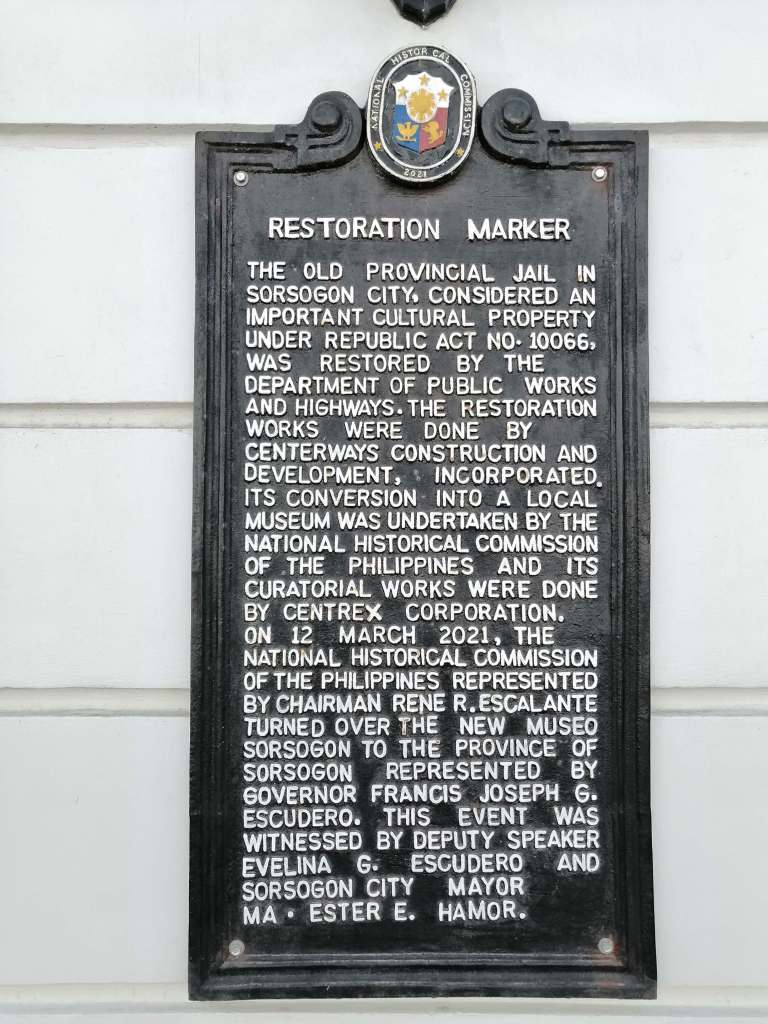 NATIONAL HISTORICAL COMMISSION
2021
RESTORATION MARKER
THE OLD PROVINCIAL JAIL IN
SORSOGON CITY, CONSIDERED AN
IMPORTANT CULTURAL PROPERTY
UNDER REPUBLIC ACT NO. 10066,
WAS RESTORED BY THE
DEPARTMENT OF PUBLIC WORKS
AND HIGHWAYS. THE RESTORATION
WORKS WERE DONE BY
CENTERWAYS CONSTRUCTION AND
DEVELOPMENT, INCORPORATED.
ITS CONVERSION INTO A LOCAL
MUSEUM WAS UNDERTAKEN BY THE
NATIONAL HISTORICAL COMMISSION
OF THE PHILIPPINES AND ITS
CURATORIAL WORKS WERE DONE
BY CENTREX CORPORATION.
ON 12 MARCH 2021, THE
NATIONAL HISTORICAL COMMISSION
OF THE PHILIPPINES REPRESENTED
BY CHAIRMAN RENE R. ESCALANTE
TURNED OVER THE NEW MUSEO
SORSOGON TO THE PROVINCE OF
SORSOGON REPRESENTED BY
GOVERNOR FRANCIS JOSEPH G.
ESCUDERO. THIS EVENT WAS
WITNESSED BY DEPUTY SPEAKER
EVELINA G. ESCUDERO AND
SORSOGON CITY MAYOR
MA. ESTER E. HAMOR.